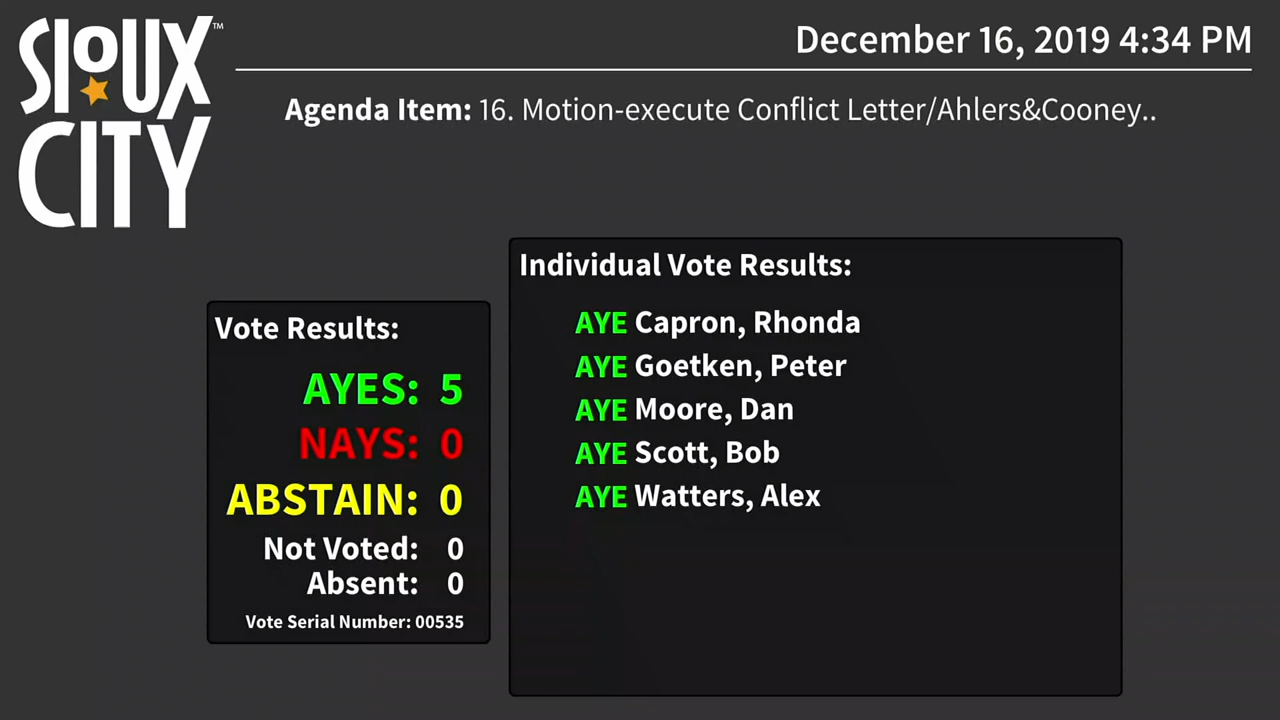 SIOUX™
CITY
December 16, 2019 4:34 PM
Agenda Item: 16. Motion-execute Conflict Letter/Ahlers&Cooney..
Vote Results:
AYES: 5
NAYS: 0
ABSTAIN: 0
Not Voted: 0
Absent: 0
Vote Serial Number: 00535
Individual Vote Results:
AYE Capron, Rhonda
AYE Goetken, Peter
AYE Moore, Dan
AYE Scott, Bob
AYE Watters, Alex